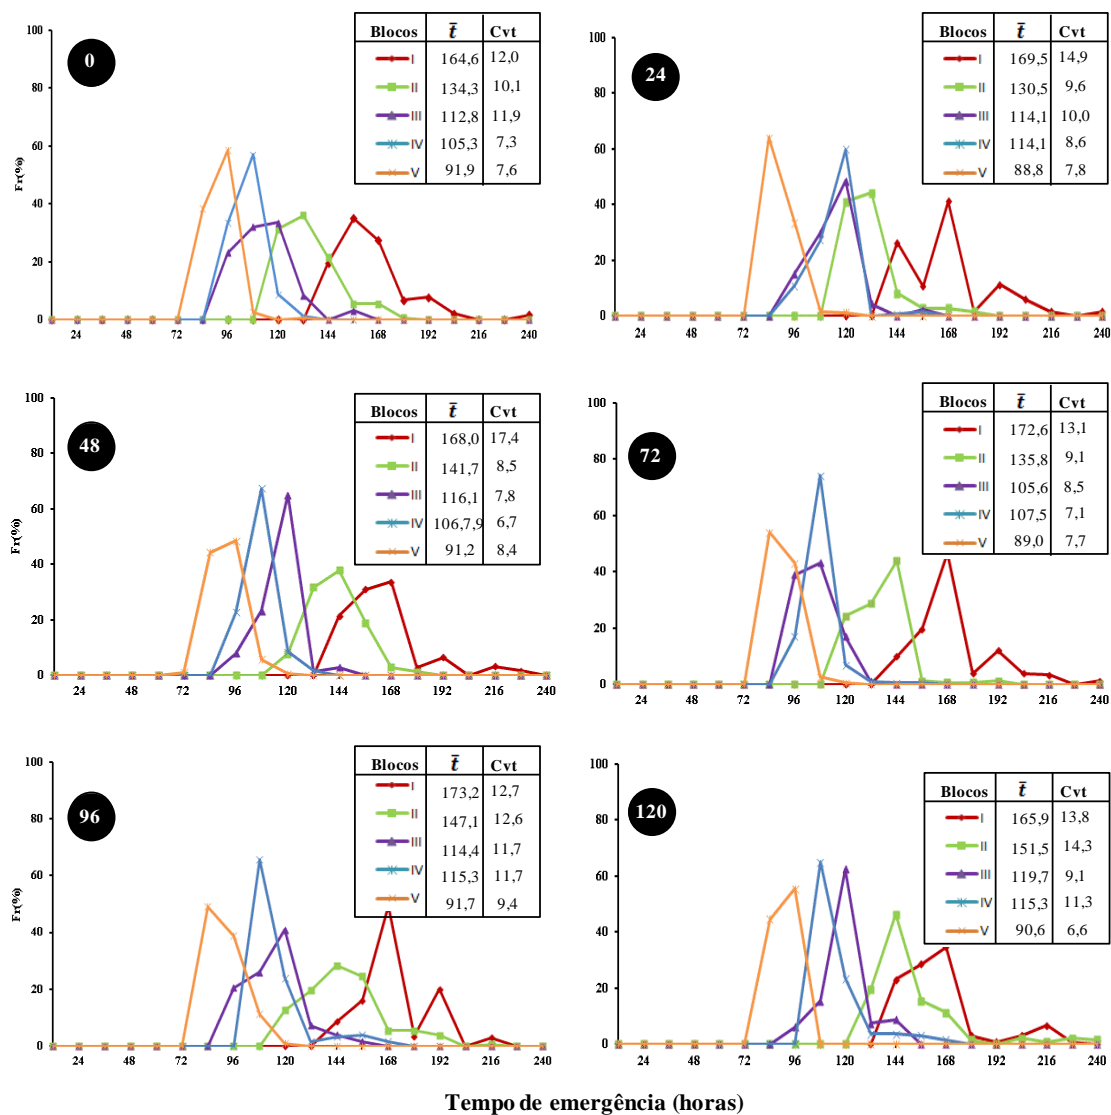 Blocos t̄ Cvt
I 164,6 12,0
II 134,3 10,1
III 112,8 11,9
IV 105,3 7,3
V 91,9 7,6
0
Fr(%)
100
80
60
40
20
0
24 48 72 96 120 144 168 192 216 240
Blocos t̄ Cvt
I 169,5 14,9
II 130,5 9,6
III 114,1 10,0
IV 114,1 8,6
V 88,8 7,8
24
100
80
60
40
20
0
24 48 72 96 120 144 168 192 216 240
Blocos t̄ Cvt
I 168,0 17,4
II 141,7 8,5
III 116,1 7,8
IV 106,7,9 6,7
V 91,2 8,4
48
Fr(%)
100
80
60
40
20
0
24 48 72 96 120 144 168 192 216 240
Blocos t̄ Cvt
I 172,6 13,1
II 135,8 9,1
III 105,6 8,5
IV 107,5 7,1
V 89,0 7,7
72
100
80
60
40
20
0
24 48 72 96 120 144 168 192 216 240
Blocos t̄ Cvt
I 173,2 12,7
II 147,1 12,6
III 114,4 11,7
IV 115,3 11,7
V 91,7 9,4
96
Fr(%)
100
80
60
40
20
0
24 48 72 96 120 144 168 192 216 240
Blocos t̄ Cvt
I 165,9 13,8
II 151,5 14,3
III 119,7 9,1
IV 115,3 11,3
V 90,6 6,6
120
100
80
60
40
20
0
24 48 72 96 120 144 168 192 216 240
Tempo de emergência (horas)